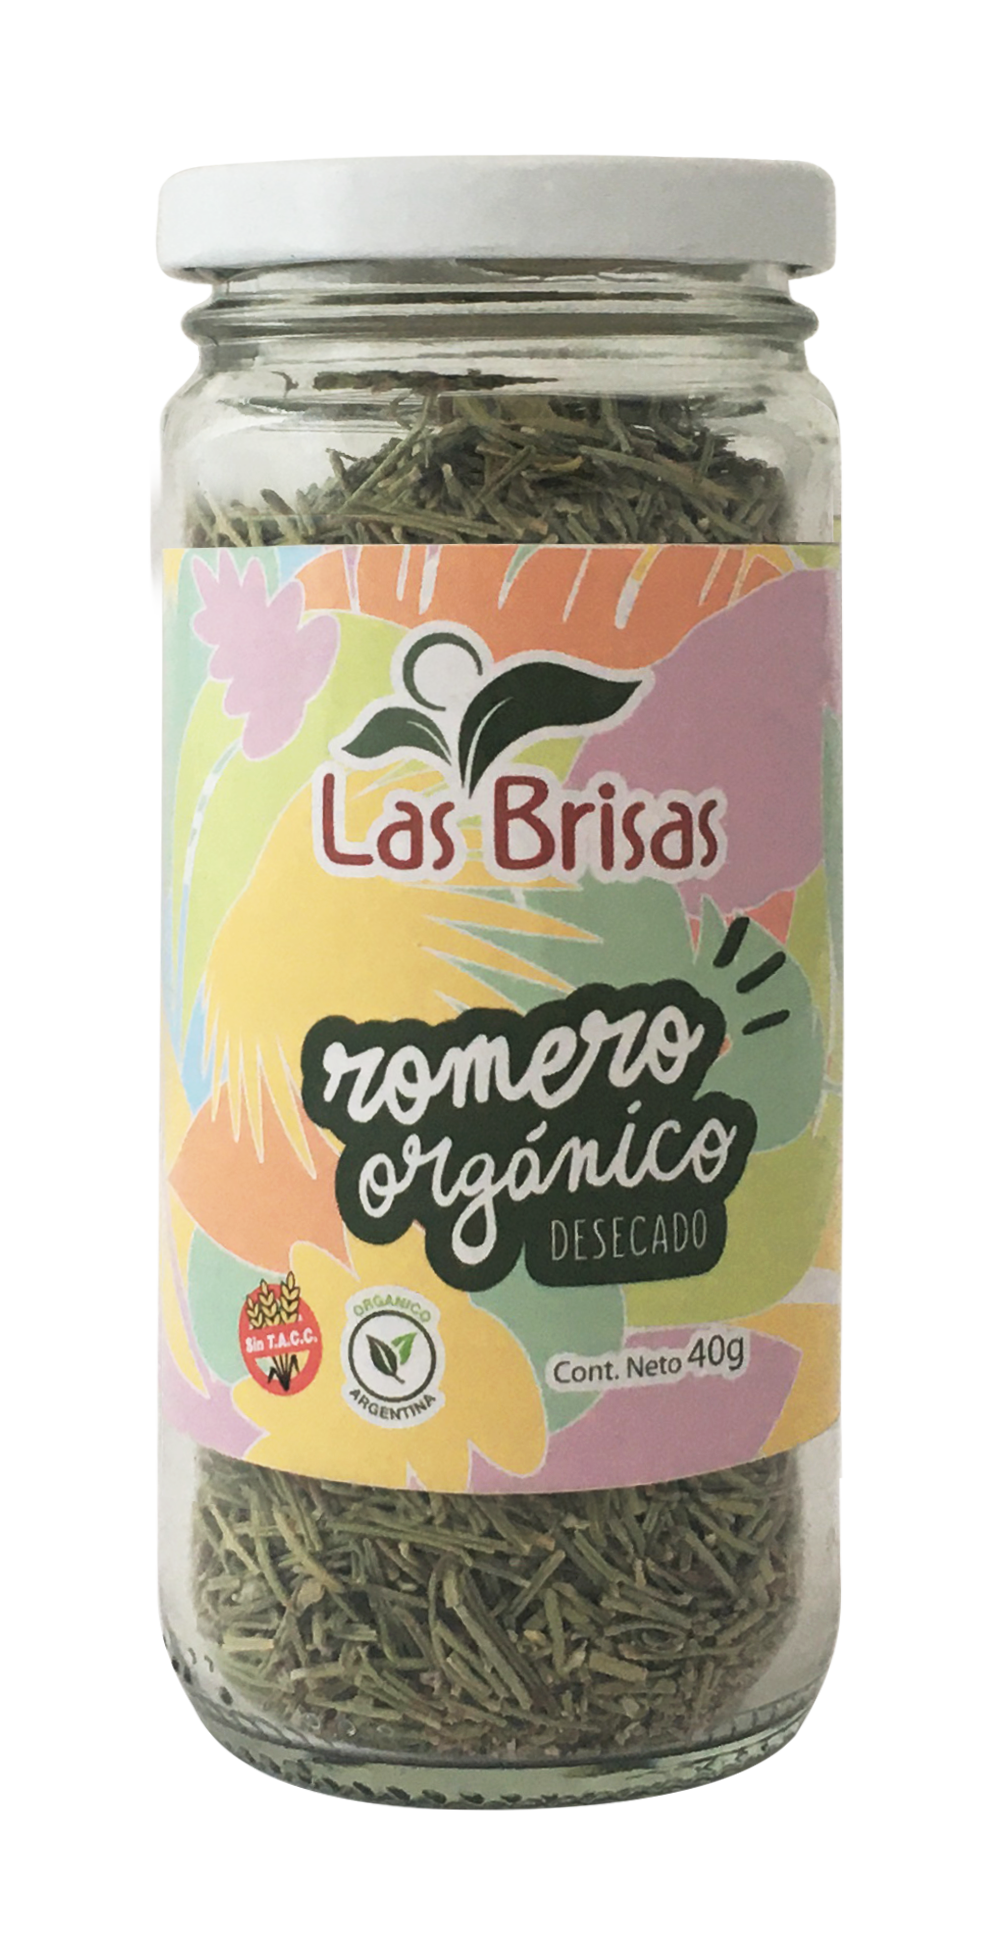 Las Brisas
romero
orgánico
DESECADO
Sin T.A.C.C.
ORGANICO
ARGENTINA
Cont. Neto 40g